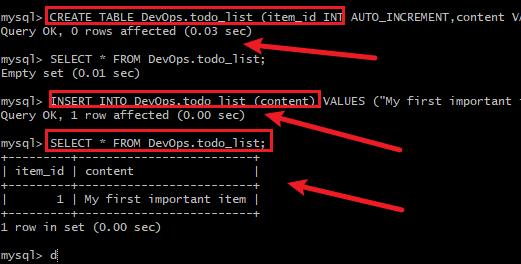 mysql> CREATE TABLE DevOps.todo_list (item_id INT AUTO_INCREMENT,content VA
Query OK, 0 rows affected (0.03 sec)
mysql> SELECT * FROM DevOps.todo_list;
Empty set (0.01 sec)
mysql> INSERT INTO DevOps.todo_list (content) VALUES ("My first important i
Query OK, 1 row affected (0.00 sec)
mysql> SELECT * FROM DevOps.todo_list;
+---------+-------------------------+
| item_id | content                 |
+---------+-------------------------+
|       1 | My first important item |
+---------+-------------------------+
1 row in set (0.00 sec)
mysql> d